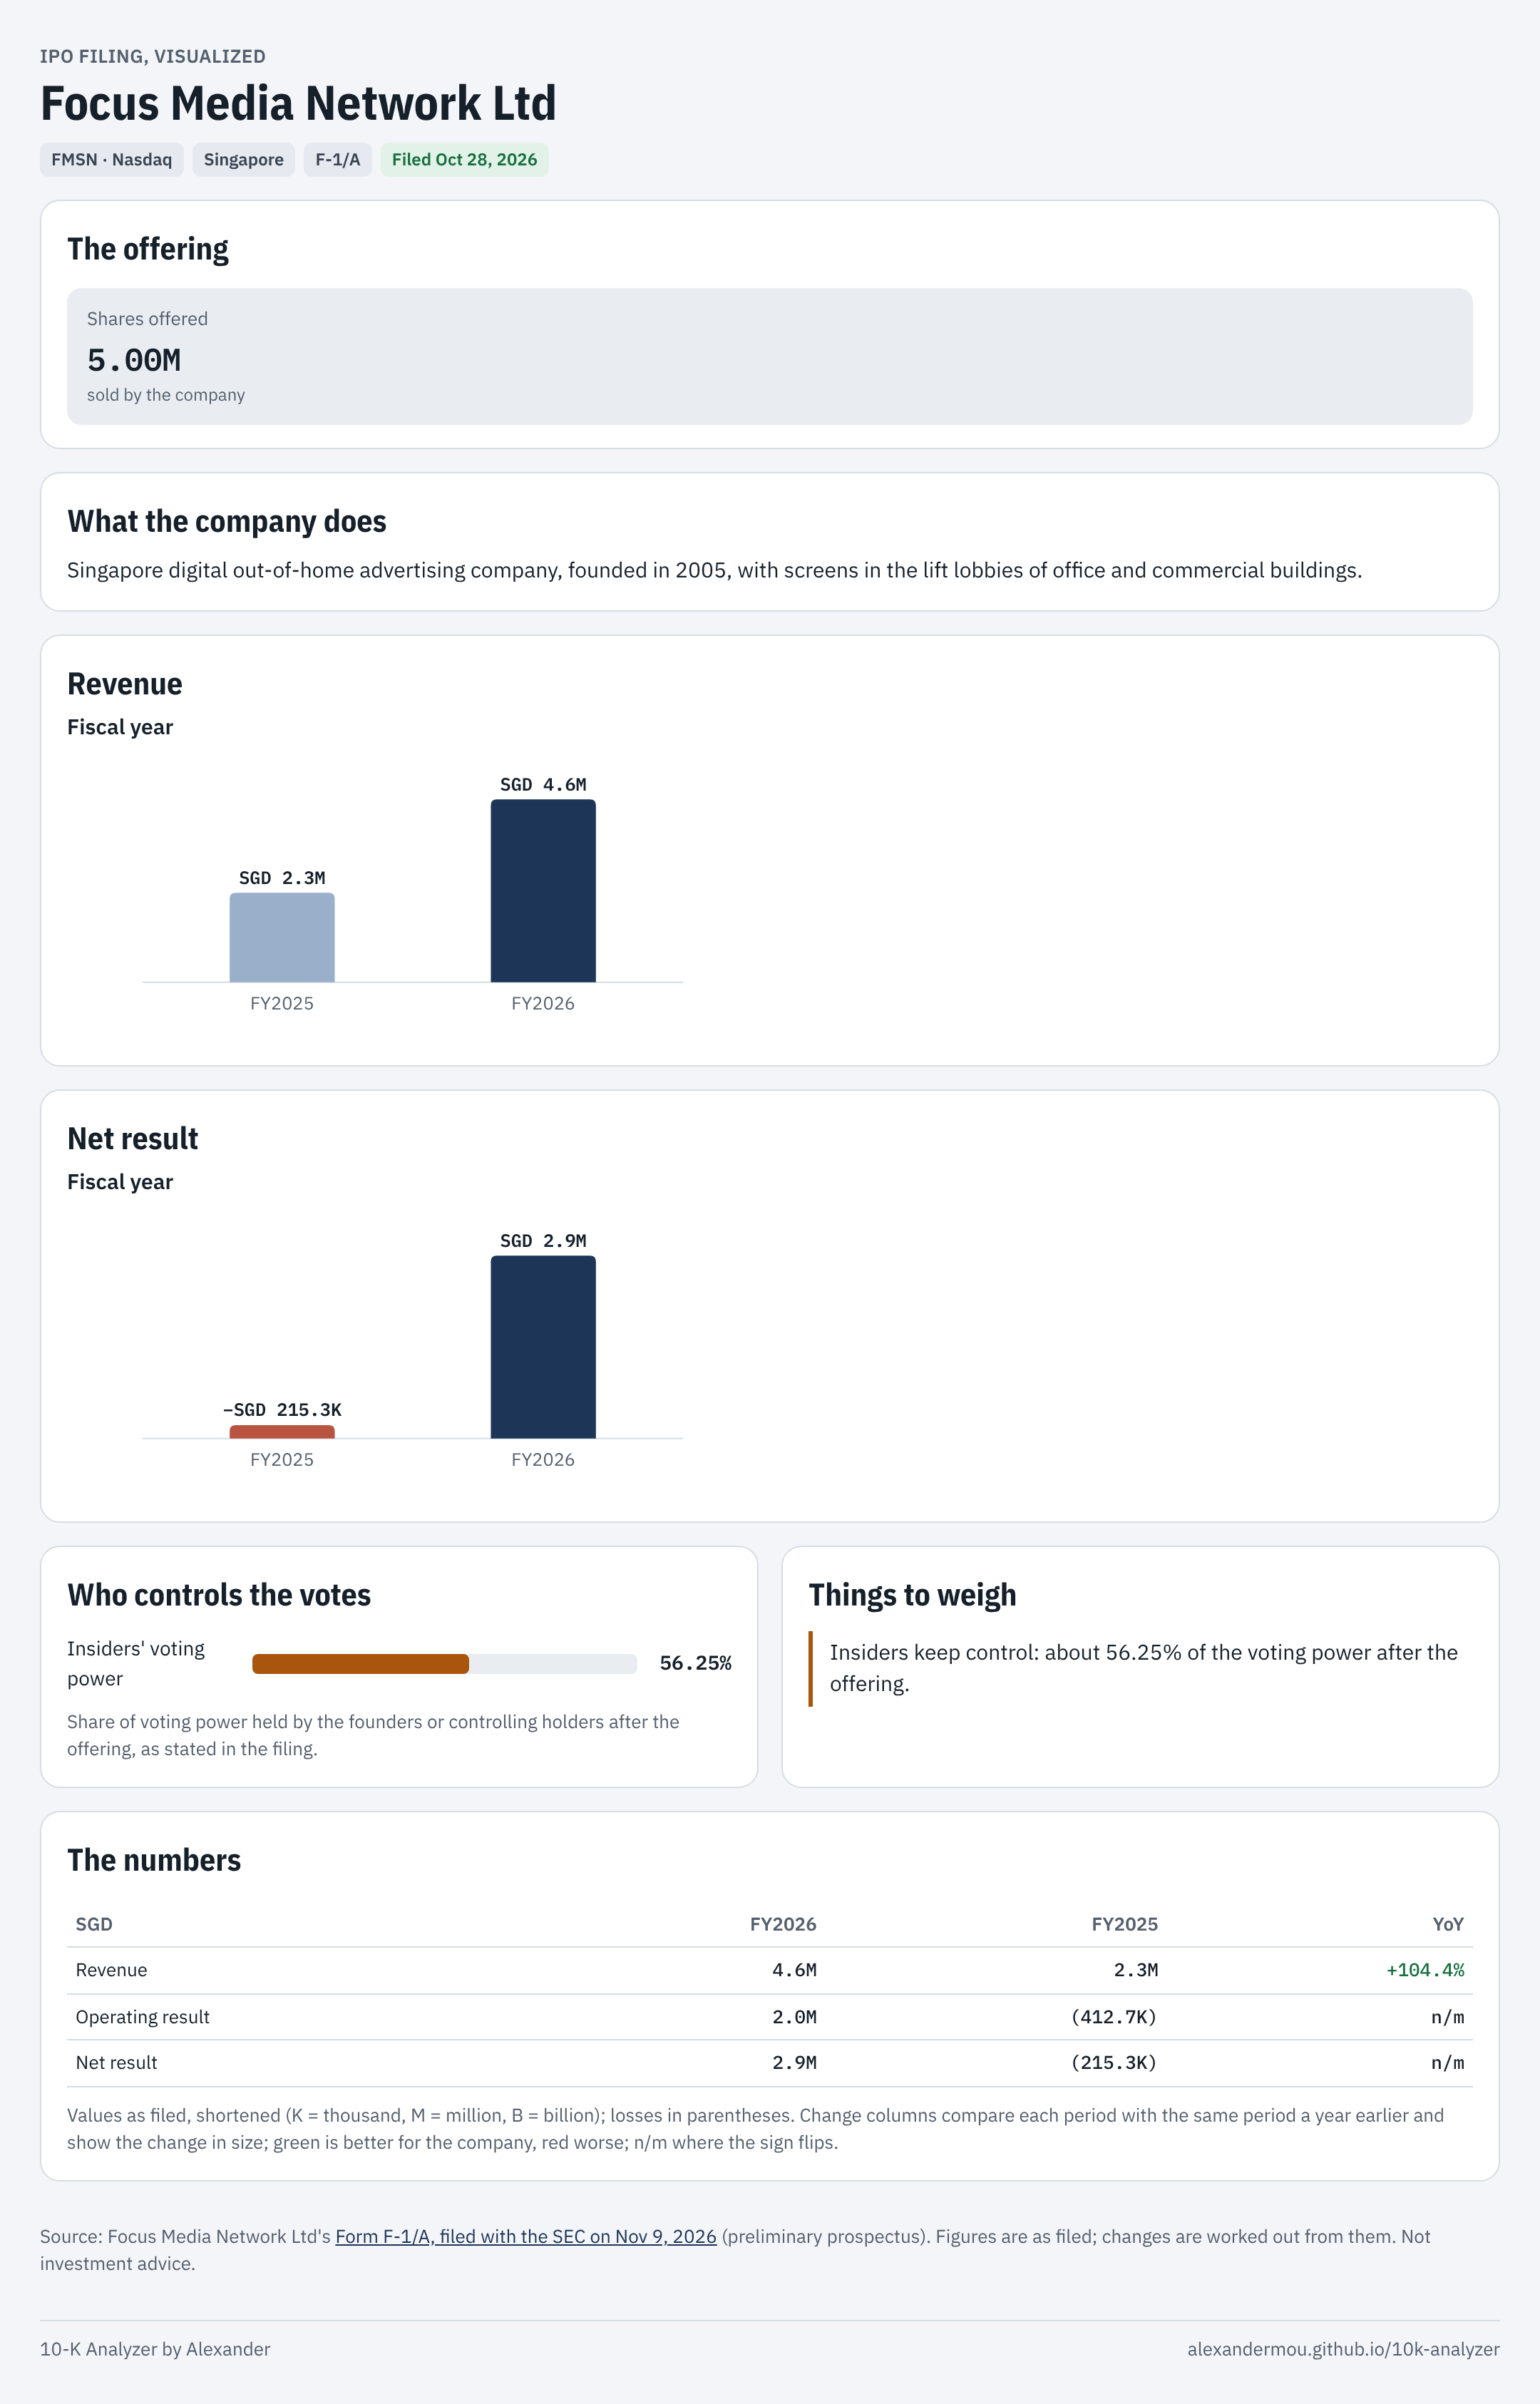 IPO FILING, VISUALIZED
Focus Media Network Ltd
FMSN · Nasdaq Singapore F-1/A Filed Oct 28, 2026
The offering
Shares offered
5.00M
sold by the company
What the company does
Singapore digital out-of-home advertising company, founded in 2005, with screens in the lift lobbies of office and commercial buildings.
Revenue
Fiscal year
SGD 4.6M
SGD 2.3M
FY2025 FY2026
Net result
Fiscal year
SGD 2.9M
−SGD 215.3K
FY2025 FY2026
Who controls the votes
Insiders' voting
power
56.25%
Share of voting power held by the founders or controlling holders after the
offering, as stated in the filing.
Things to weigh
Insiders keep control: about 56.25% of the voting power after the
offering.
The numbers
SGD FY2026 FY2025 YoY
Revenue 4.6M 2.3M +104.4%
Operating result 2.0M (412.7K) n/m
Net result 2.9M (215.3K) n/m
Values as filed, shortened (K = thousand, M = million, B = billion); losses in parentheses. Change columns compare each period with the same period a year earlier and
show the change in size; green is better for the company, red worse; n/m where the sign flips.
Source: Focus Media Network Ltd's Form F-1/A, filed with the SEC on Nov 9, 2026 (preliminary prospectus). Figures are as filed; changes are worked out from them. Not
investment advice.
10-K Analyzer by Alexander
alexandermou.github.io/10k-analyzer